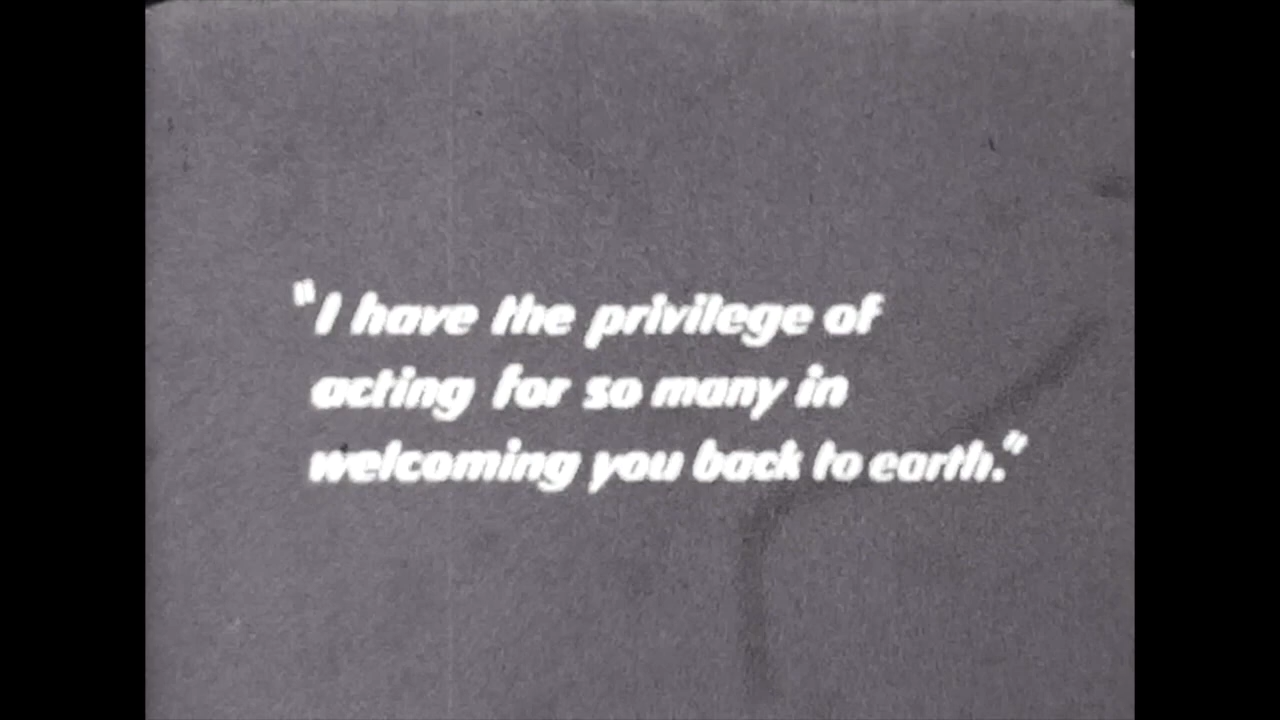 "I have the privilege of
acting for so many in
welcoming you back to earth."